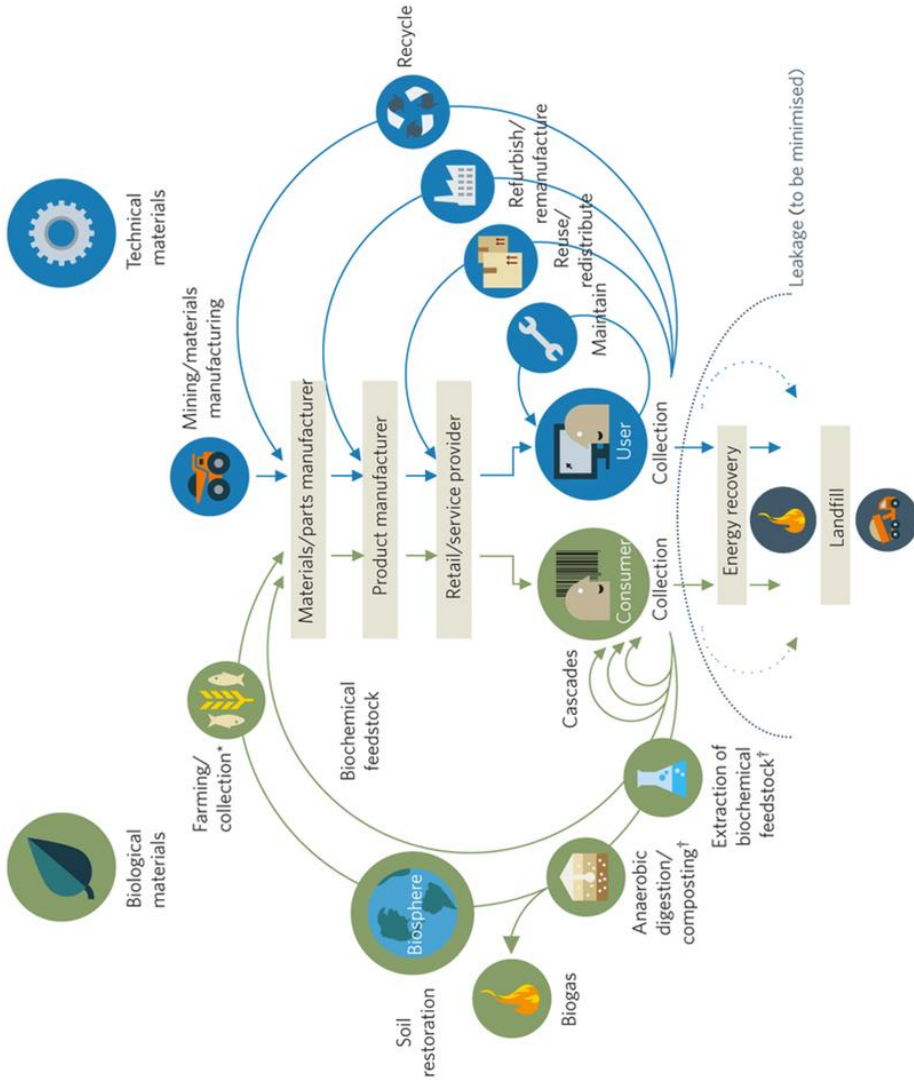 Biological
materials
Technical
materials
Mining/materials
manufacturing
Farming/
collection*
Biochemical
feedstock
Materials/parts manufacturer
Recycle
Product manufacturer
Refurbish/
remanufacture
Biosphere
Soil
restoration
Retail/service provider
Reuse/
redistribute
Maintain
Biogas
Cascades
Consumer
User
Collection
Collection
Anaerobic
digestion/
composting†
Extraction of
biochemical
feedstock†
Energy recovery
Leakage (to be minimised)
Landfill